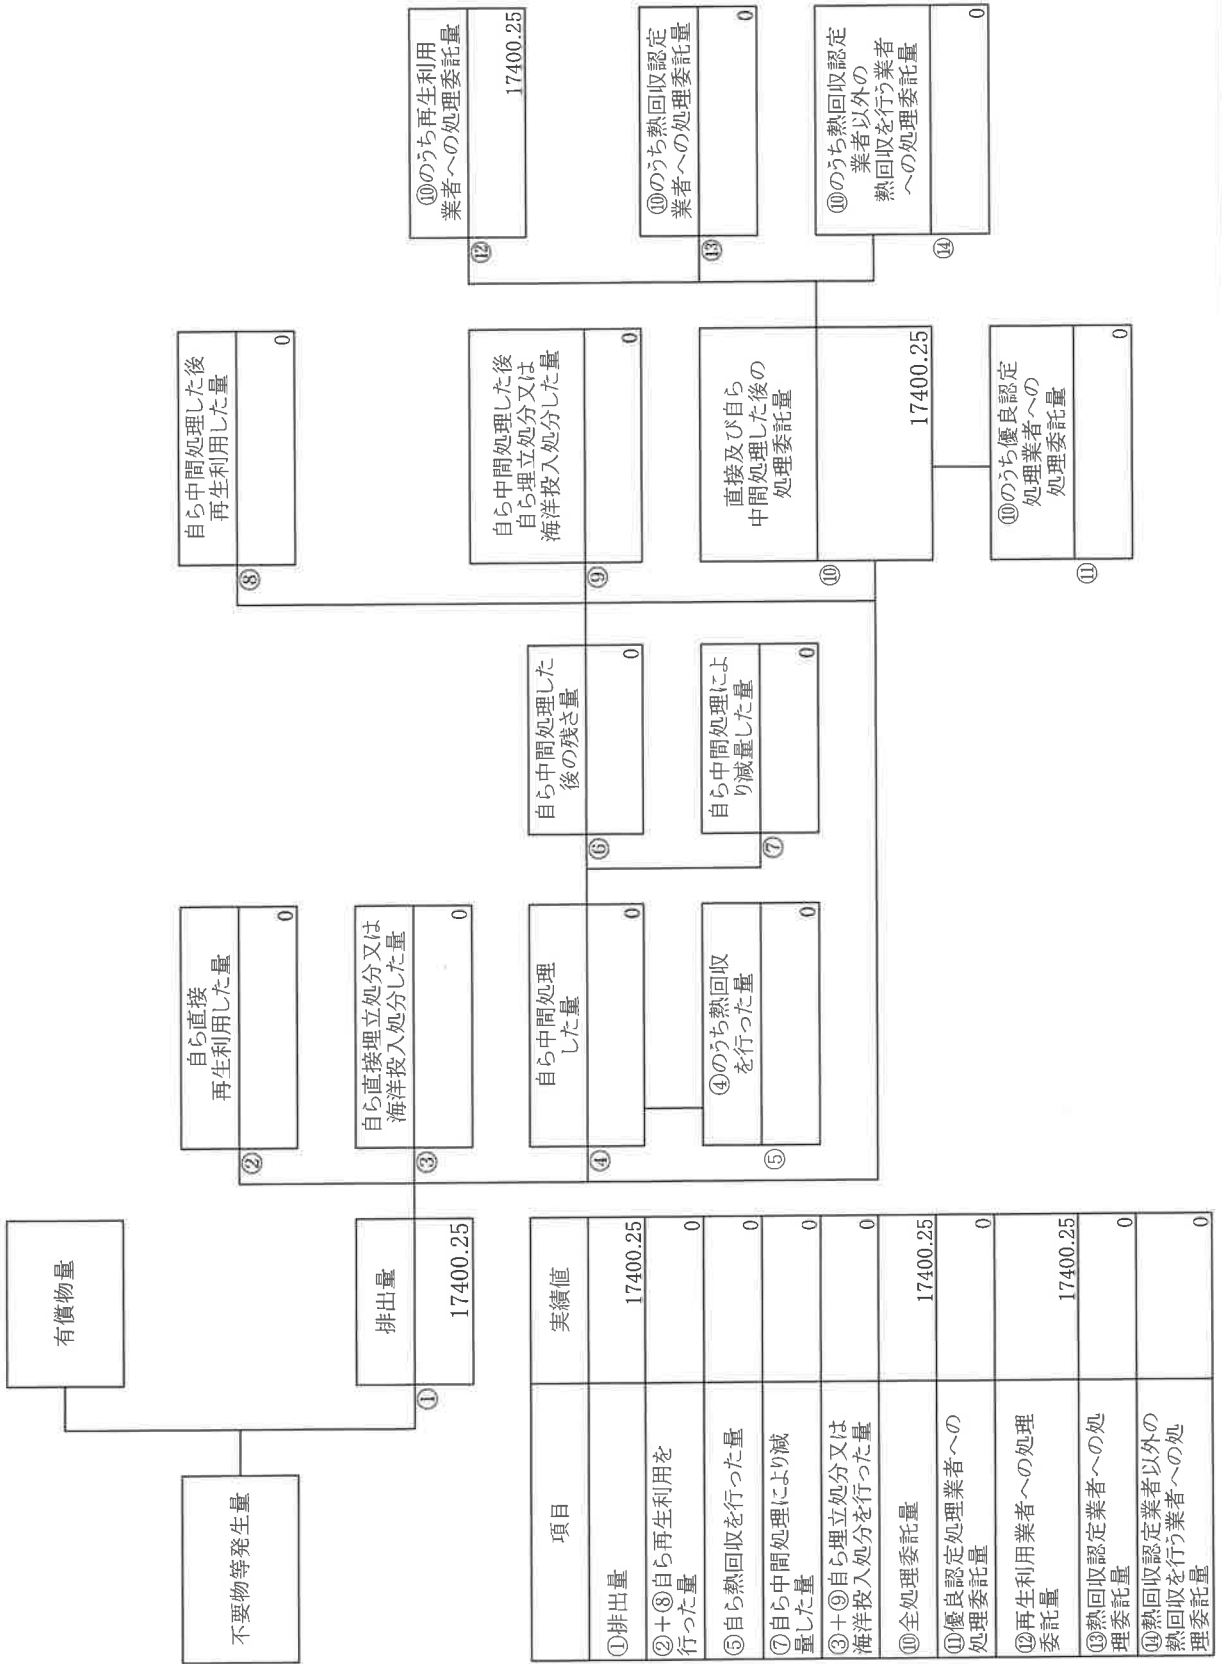 不要物等発生量
有償物量
排出量
17400.25
①
自ら直接
再生利用した量
0
②
自ら直接埋立処分又は
海洋投入処分した量
0
③
自ら中間処理
した量
0
④
④のうち熱回収
を行った量
0
⑤
自ら中間処理した
後の残さ量
0
⑥
自ら中間処理によ
り減量した量
0
⑦
自ら中間処理した後
再生利用した量
0
⑧
自ら中間処理した後
自ら埋立処分又は
海洋投入処分した量
0
⑨
直接及び自ら
中間処理した後の
処理委託量
17400.25
⑩
⑩のうち優良認定
処理業者への
処理委託量
0
⑪
⑩のうち再生利用
業者への処理委託量
17400.25
⑫
⑩のうち熱回収認定
業者への処理委託量
0
⑬
⑩のうち熱回収認定
業者以外の
熱回収を行う業者
への処理委託量
0
⑭
項目 実績値
①排出量 17400.25
②+⑧自ら再生利用を
行った量 0
⑤自ら熱回収を行った量 0
⑦自ら中間処理により減
量した量 0
③+⑨自ら埋立処分又は
海洋投入処分を行った量 0
⑩全処理委託量 17400.25
⑪優良認定処理業者への
処理委託量 0
⑫再生利用業者への処理
委託量 17400.25
⑬熱回収認定業者への処
理委託量 0
⑭熱回収認定業者以外の
熱回収を行う業者への処
理委託量 0